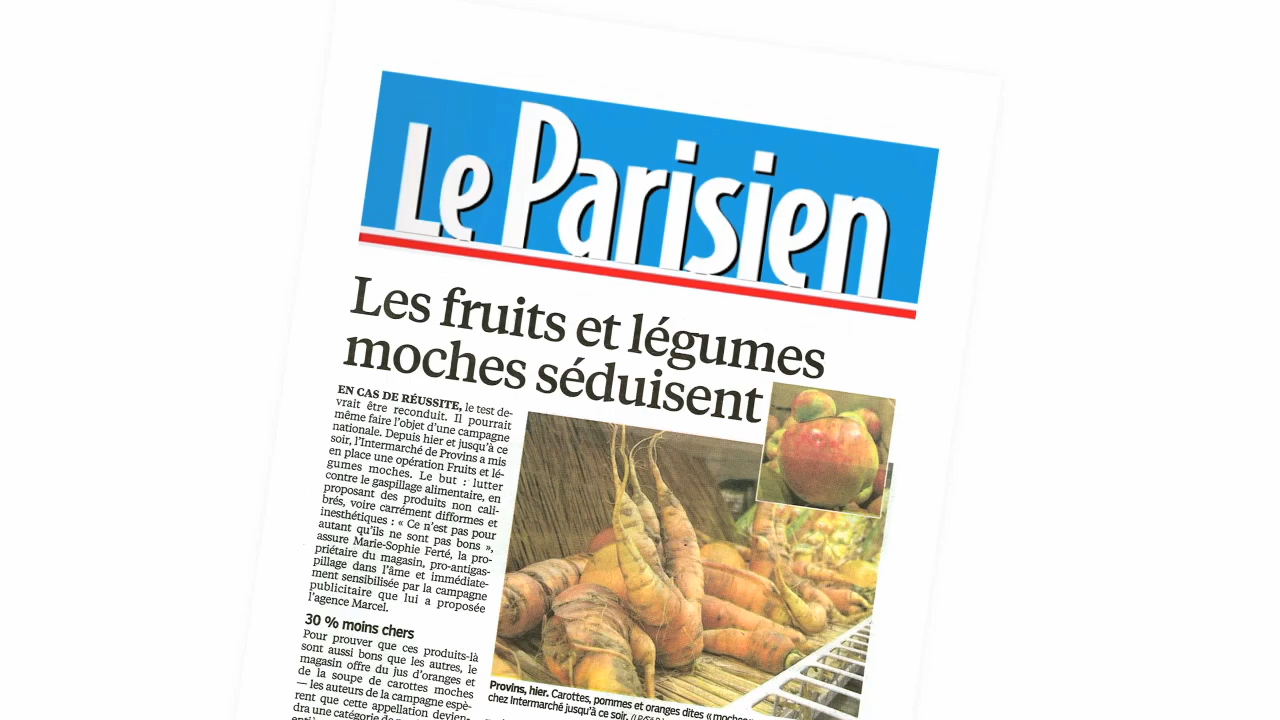 Le Parisien
Les fruits et légumes
moches séduisent
EN CAS DE RÉUSSITE, le test de-
vrait être reconduit. Il pourrait
même faire l'objet d'une campagne
nationale. Depuis hier et jusqu'à ce
soir, l'Intermarché de Provins a mis
en place une opération Fruits et lé-
gumes moches. Le but : lutter
contre le gaspillage alimentaire, en
proposant des produits non cali-
brés, voire carrément difformes et
inesthétiques : « Ce n'est pas pour
autant qu'ils ne sont pas bons »,
assure Marie-Sophie Ferté, la pro-
priétaire du magasin, pro-antigas-
pillage dans l'âme et immédiate-
ment sensibilisée par la campagne
publicitaire que lui a proposée
l'agence Marcel.
30 % moins chers
Pour prouver que ces produits-là
sont aussi bons que les autres, le
magasin offre du jus d'oranges et
de la soupe de carottes moches
— les auteurs de la campagne espè-
rent que cette appellation devien-
dra une catégorie de
Provins, hier. Carottes, pommes et oranges dites « moches
chez Intermarché jusqu'à ce soir.